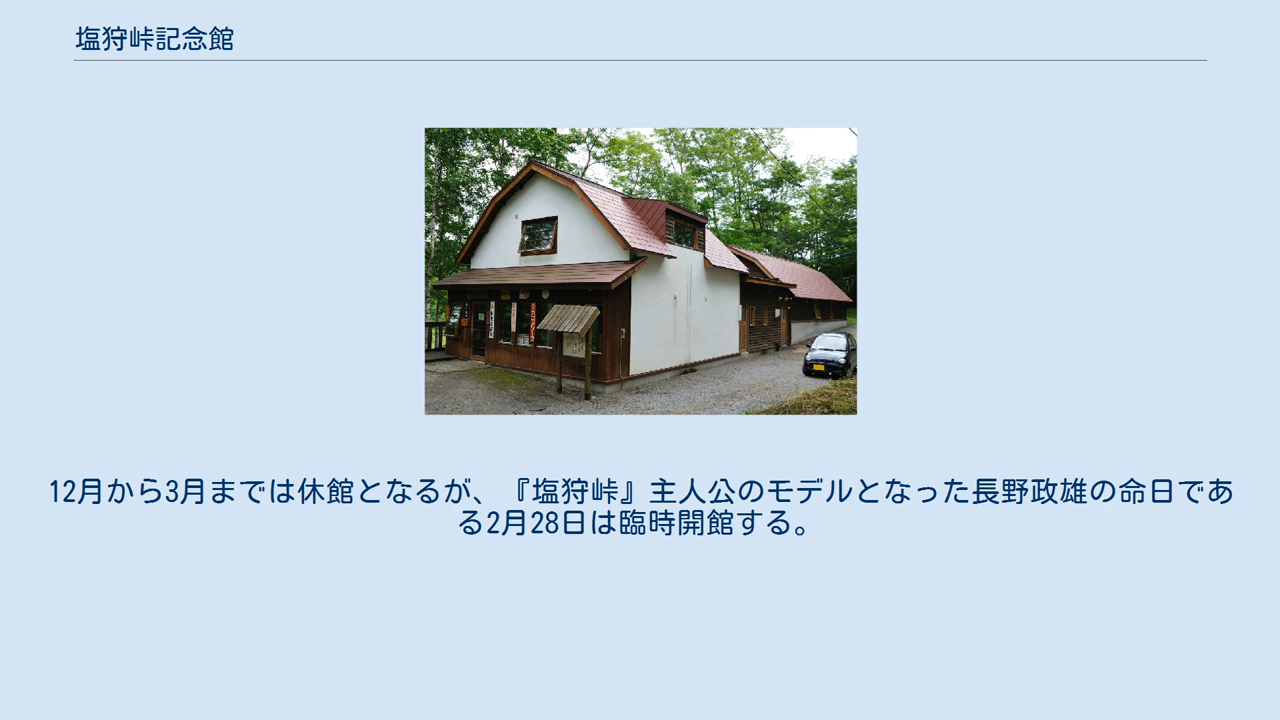 塩狩峠記念館
12月から3月までは休館となるが、『塩狩峠』主人公のモデルとなった長野政雄の命日であ
る2月28日は臨時開館する。